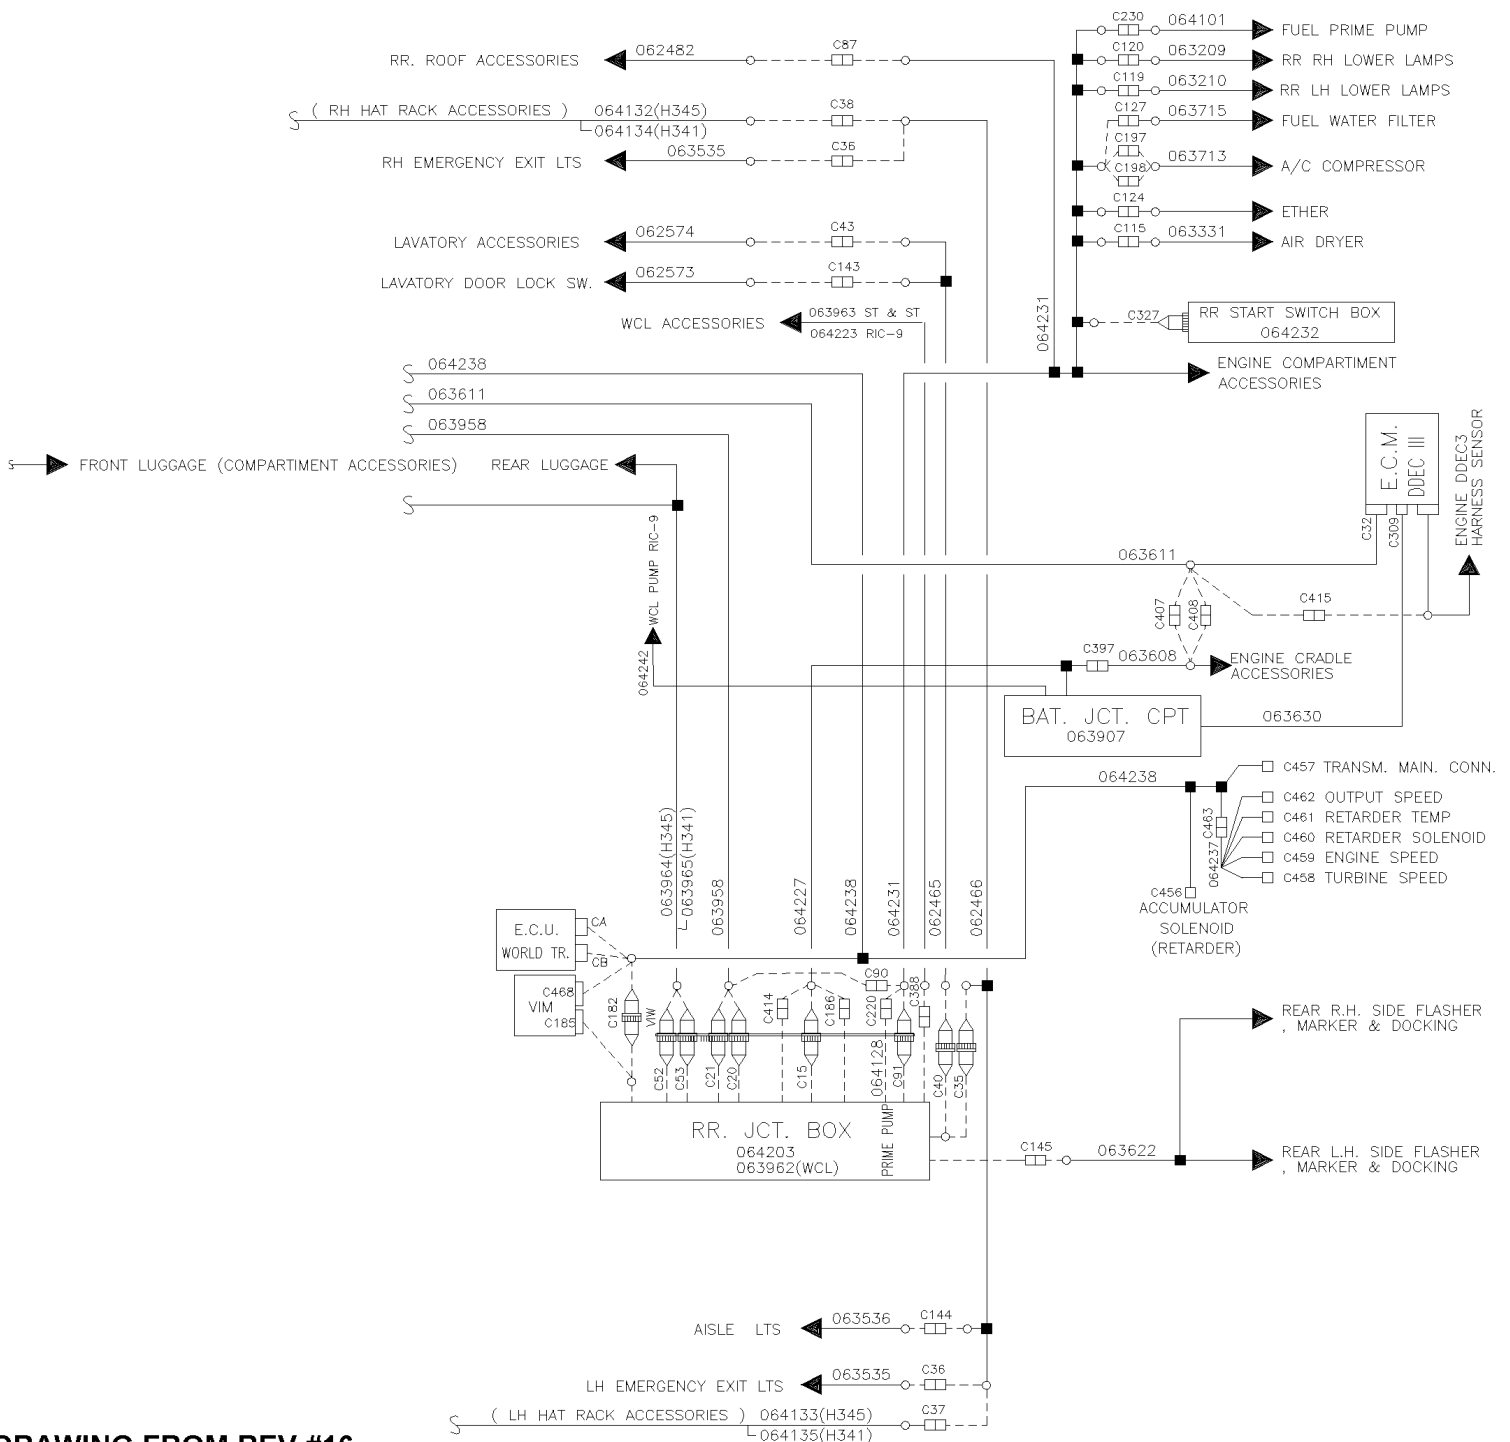 C230 064101 FUEL PRIME PUMP
RR. ROOF ACCESSORIES 062482 C87
C120 063209 RR RH LOWER LAMPS
C119 063210 RR LH LOWER LAMPS
( RH HAT RACK ACCESSORIES ) 064132(H345) C38
064134(H341)
C127 063715 FUEL WATER FILTER
RH EMERGENCY EXIT LTS 063535 C36
C197
C198 063713 A/C COMPRESSOR
C124 ETHER
LAVATORY ACCESSORIES 062574 C43
C115 063331 AIR DRYER
LAVATORY DOOR LOCK SW. 062573 C143
WCL ACCESSORIES 063963 ST & ST
064223 RIC-9
064231
C327 RR START SWITCH BOX
064232
ENGINE COMPARTMENT
ACCESSORIES
064238
063611
063958
FRONT LUGGAGE (COMPARTMENT ACCESSORIES) REAR LUGGAGE
E.C.M.
DDEC III
C32
C309
ENGINE DDEC3
HARNESS SENSOR
WCL PUMP RIC-9
064242
063611
C407
C408
C415
C397 063608 ENGINE CRADLE
ACCESSORIES
BAT. JCT. CPT
063907
063630
064238
C457 TRANSM. MAIN. CONN.
C462 OUTPUT SPEED
C461 RETARDER TEMP
C460 RETARDER SOLENOID
C459 ENGINE SPEED
C458 TURBINE SPEED
C463
064237
C456
ACCUMULATOR
SOLENOID
(RETARDER)
063964(H345)
063965(H341)
063958
064227
064238
064231
062465
062466
E.C.U.
WORLD TR.
CA
CB
VIM
C468
C185
C182
VIW
C90
C414
C186
C220
C388
C52
C53
C21
C20
C15
064128
C91
C40
C35
RR. JCT. BOX
064203
063962(WCL)
PRIME PUMP
C145 063622
REAR R.H. SIDE FLASHER
, MARKER & DOCKING
REAR L.H. SIDE FLASHER
, MARKER & DOCKING
AISLE LTS 063536 C144
LH EMERGENCY EXIT LTS 063535 C36
( LH HAT RACK ACCESSORIES ) 064133(H345) C37
064135(H341)
DRAWING FROM REV #16